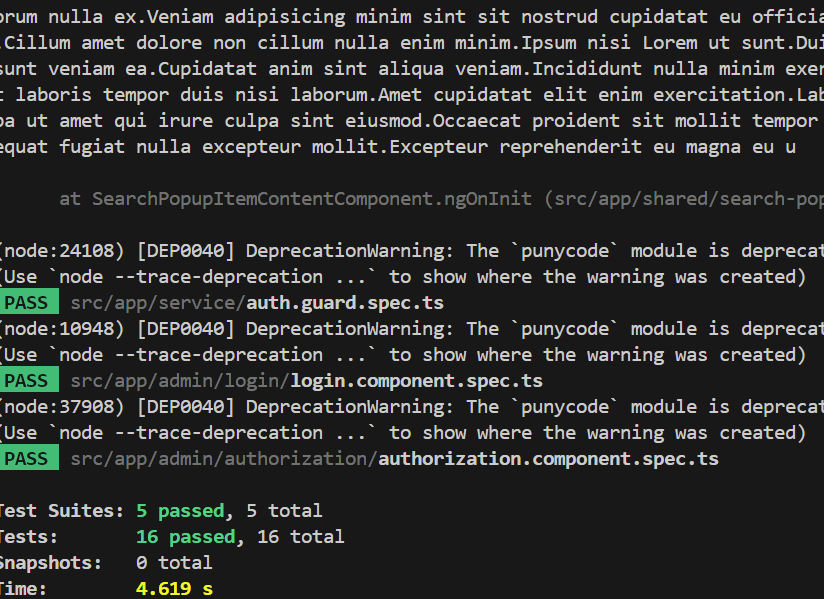 orum nulla ex.Veniam adipisicing minim sint sit nostrud cupidatat eu officia
.Cillum amet dolore non cillum nulla enim minim.Ipsum nisi Lorem ut sunt.Dui
sunt veniam ea.Cupidatat anim sint aliqua veniam.Incididunt nulla minim exer
t laboris tempor duis nisi laborum.Amet cupidatat elit enim exercitation.Lab
pa ut amet qui irure culpa sint eiusmod.Occaecat proident sit mollit tempor
equat fugiat nulla excepteur mollit.Excepteur reprehenderit eu magna eu u
at SearchPopupItemContentComponent.ngOnInit (src/app/shared/search-pop
(node:24108) [DEP0040] DeprecationWarning: The `punycode` module is deprecat
(Use `node --trace-deprecation ...` to show where the warning was created)
PASS src/app/service/auth.guard.spec.ts
(node:10948) [DEP0040] DeprecationWarning: The `punycode` module is deprecat
(Use `node --trace-deprecation ...` to show where the warning was created)
PASS src/app/admin/login/login.component.spec.ts
(node:37908) [DEP0040] DeprecationWarning: The `punycode` module is deprecat
(Use `node --trace-deprecation ...` to show where the warning was created)
PASS src/app/admin/authorization/authorization.component.spec.ts
Test Suites: 5 passed, 5 total
Tests: 16 passed, 16 total
Snapshots: 0 total
Time: 4.619 s